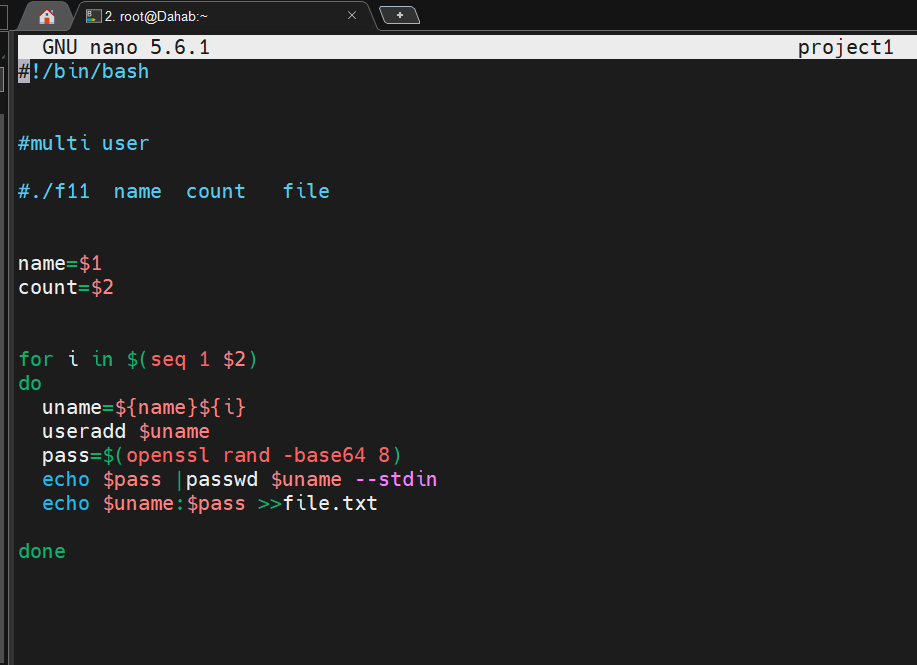 2. root@Dahab:~
GNU nano 5.6.1 project1
#!/bin/bash
#multi user
#./f11  name  count   file
name=$1
count=$2
for i in $(seq 1 $2)
do
  uname=${name}${i}
  useradd $uname
  pass=$(openssl rand -base64 8)
  echo $pass |passwd $uname --stdin
  echo $uname:$pass >>file.txt
done